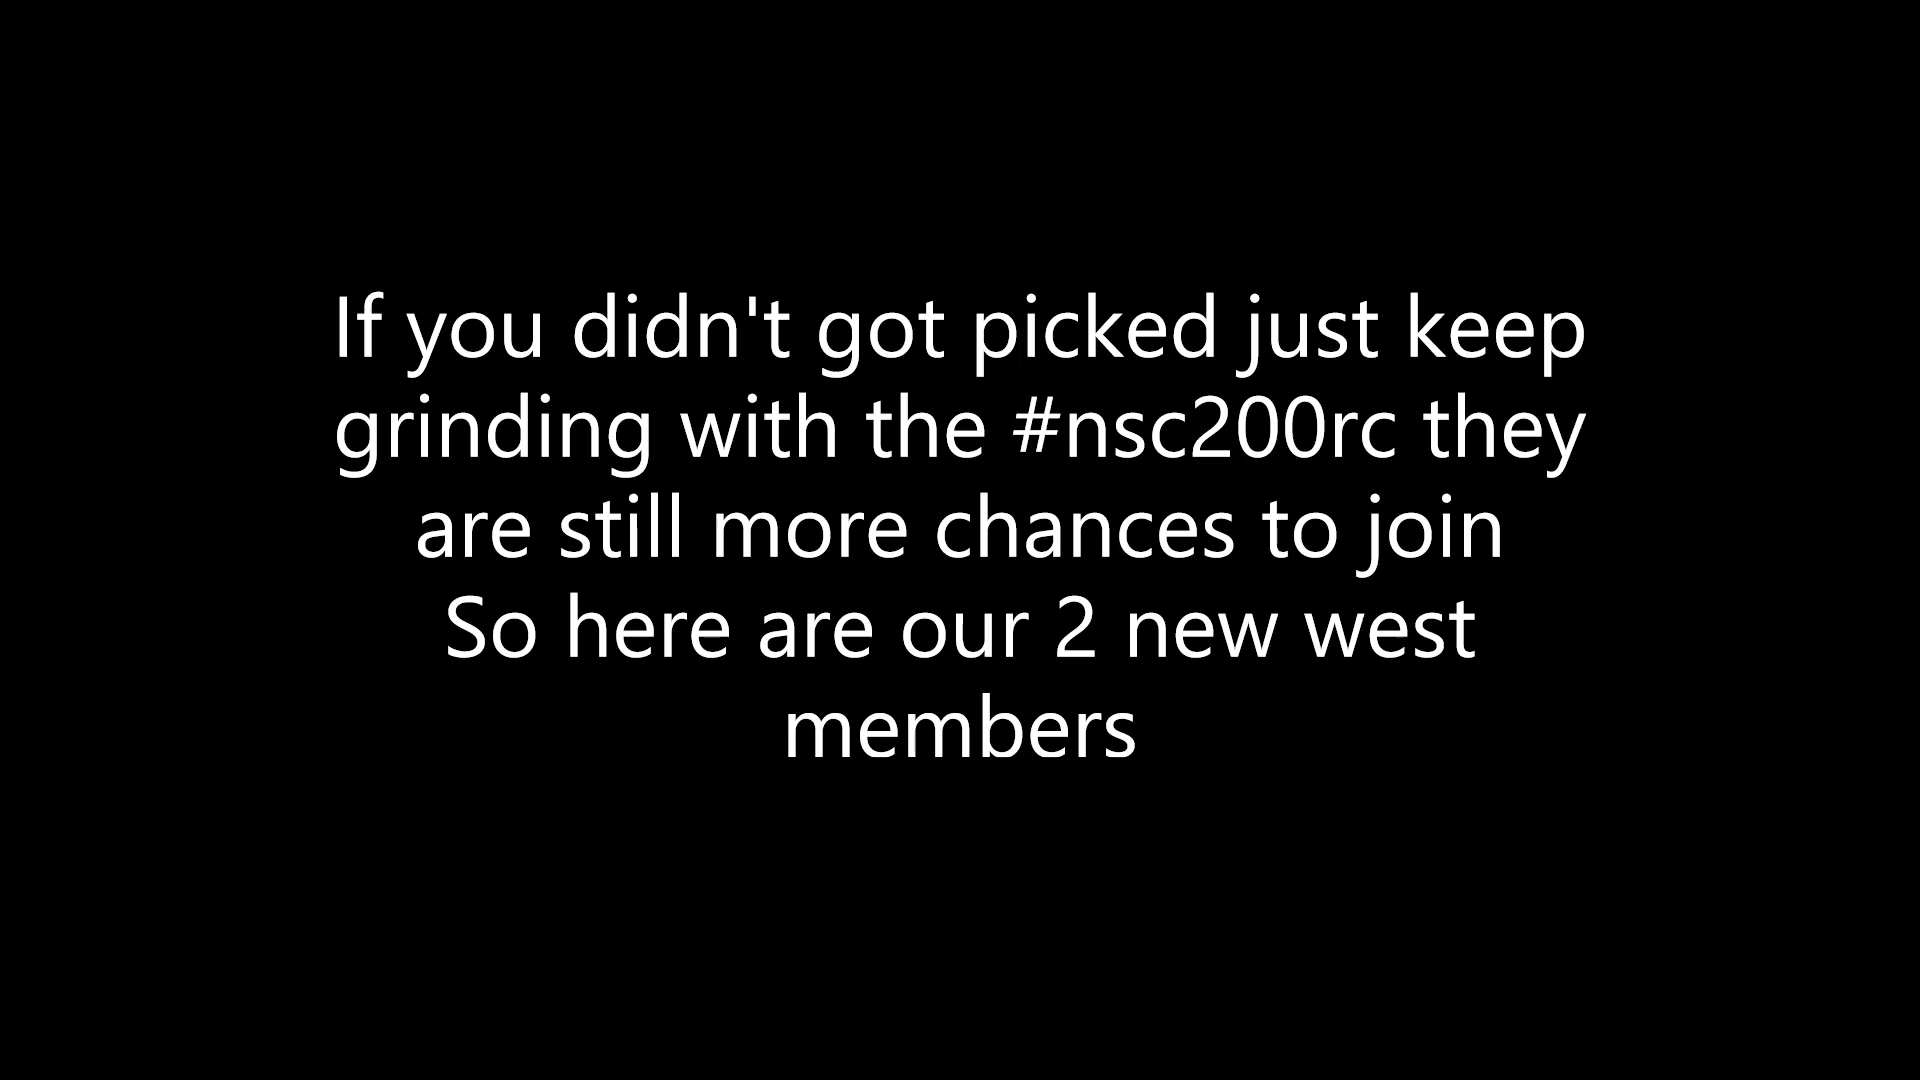 If you didn't got picked just keep
grinding with the #nsc200rc they
are still more chances to join
So here are our 2 new west
members